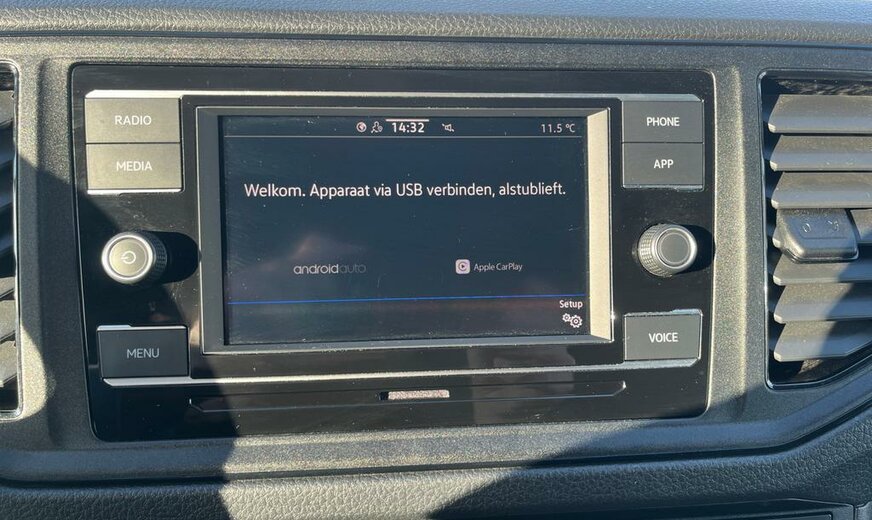 RADIO
MEDIA
MENU
14:32
11.5 °C
Welkom. Apparaat via USB verbinden, alstublieft.
androidauto
Apple CarPlay
Setup
PHONE
APP
VOICE